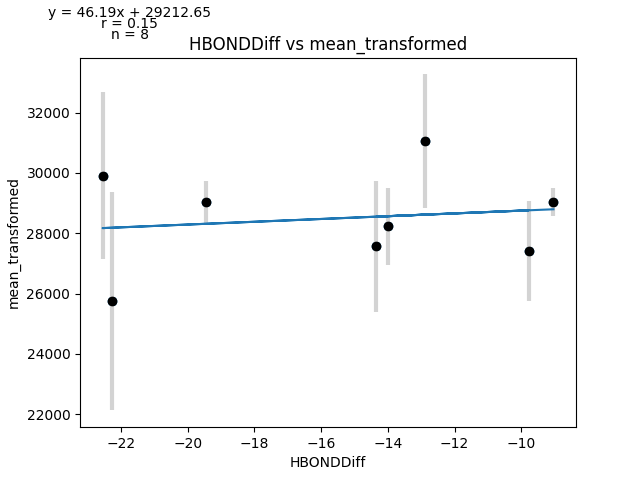 y = 46.19x + 29212.65
r = 0.15
n = 8
HBONDDiff vs mean_transformed
32000
30000
28000
26000
24000
22000
mean_transformed
−22
−20
−18
−16
−14
−12
−10
HBONDDiff